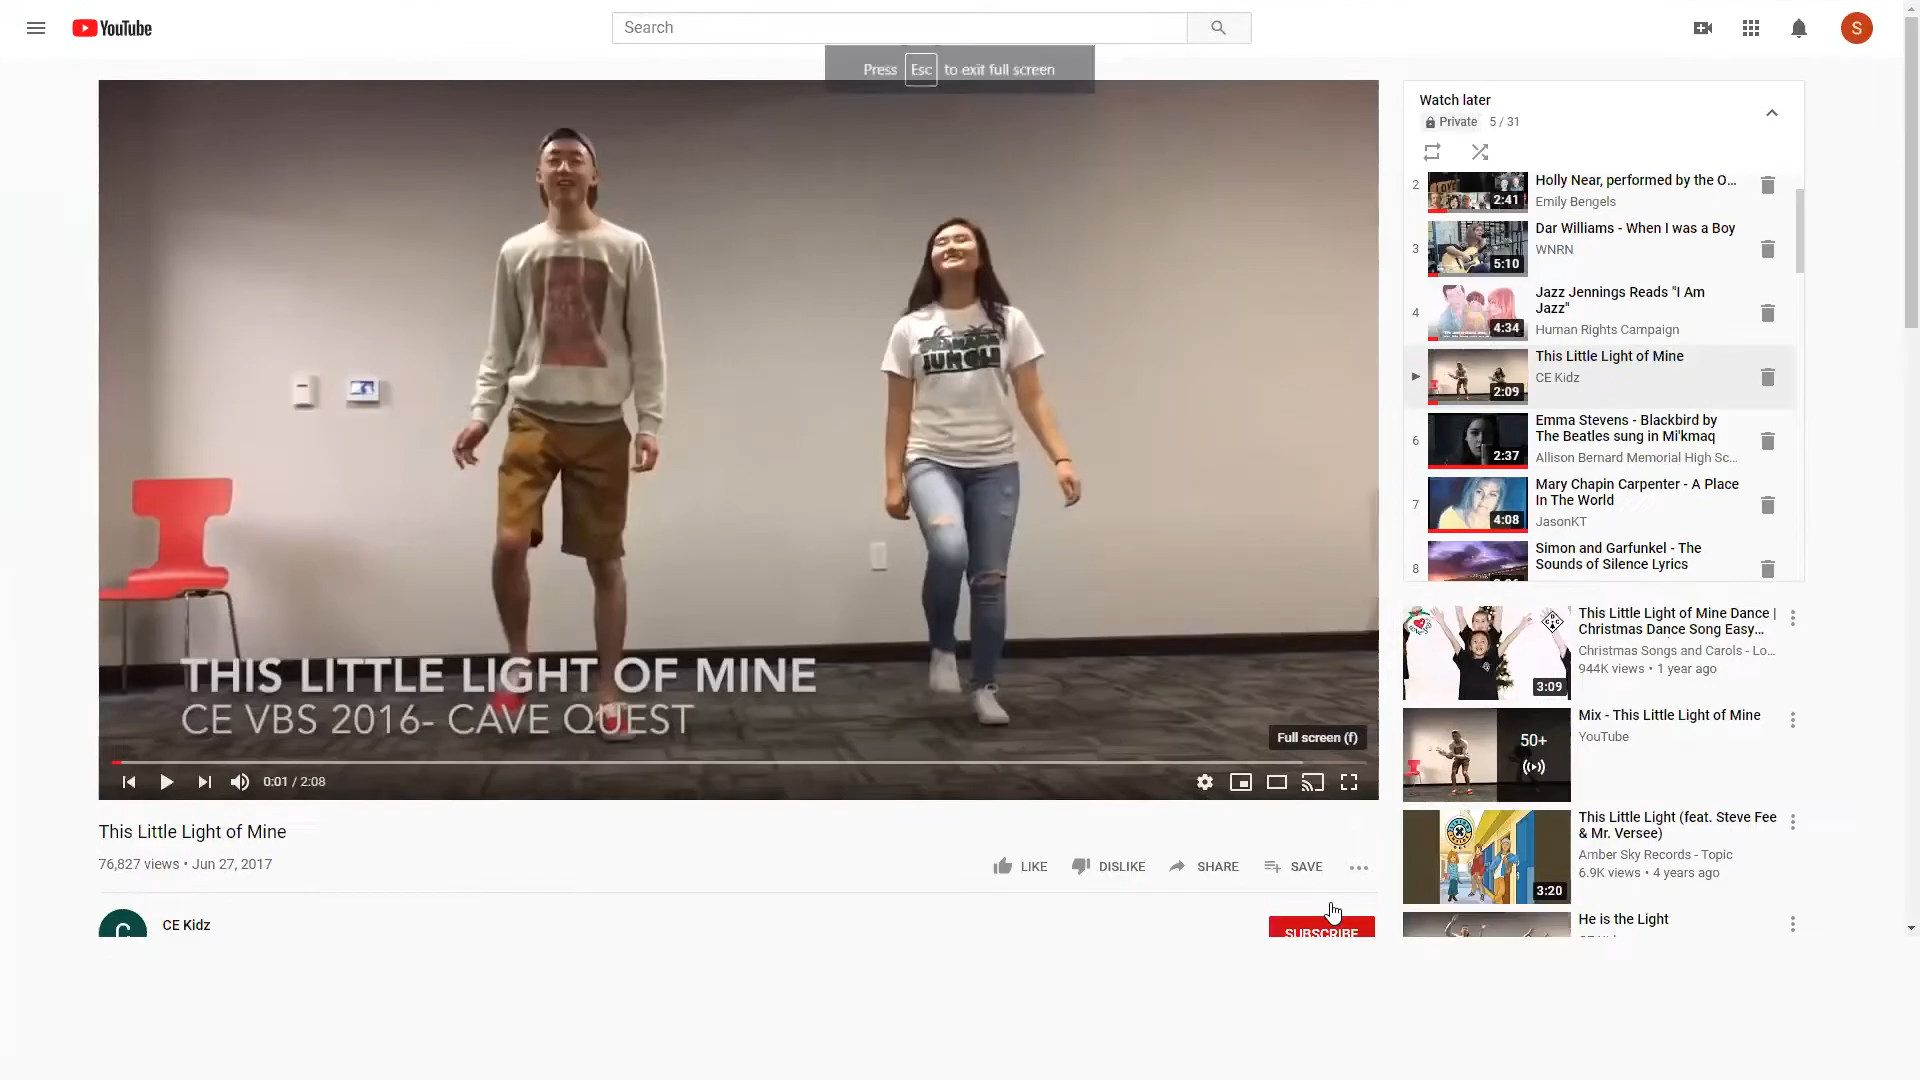 YouTube
Search
S
Press Esc to exit full screen
Watch later
Private 5 / 31
2
Holly Near, performed by the O...
Emily Bengels
2:41
3
Dar Williams - When I was a Boy
WNRN
5:10
4
Jazz Jennings Reads "I Am
Jazz"
Human Rights Campaign
4:34
This Little Light of Mine
CE Kidz
2:09
6
Emma Stevens - Blackbird by
The Beatles sung in Mi'kmaq
Allison Bernard Memorial High Sc...
2:37
7
Mary Chapin Carpenter - A Place
In The World
JasonKT
4:08
8
Simon and Garfunkel - The
Sounds of Silence Lyrics
JUNGLE
THIS LITTLE LIGHT OF MINE
CE VBS 2016- CAVE QUEST
Full screen (f)
0:01 / 2:08
This Little Light of Mine
76,827 views • Jun 27, 2017
LIKE DISLIKE SHARE SAVE
C
CE Kidz
SUBSCRIBE
This Little Light of Mine Dance |
Christmas Dance Song Easy...
Christmas Songs and Carols - Lo...
944K views • 1 year ago
3:09
Mix - This Little Light of Mine
YouTube
50+
This Little Light (feat. Steve Fee
& Mr. Versee)
Amber Sky Records - Topic
6.9K views • 4 years ago
3:20
He is the Light